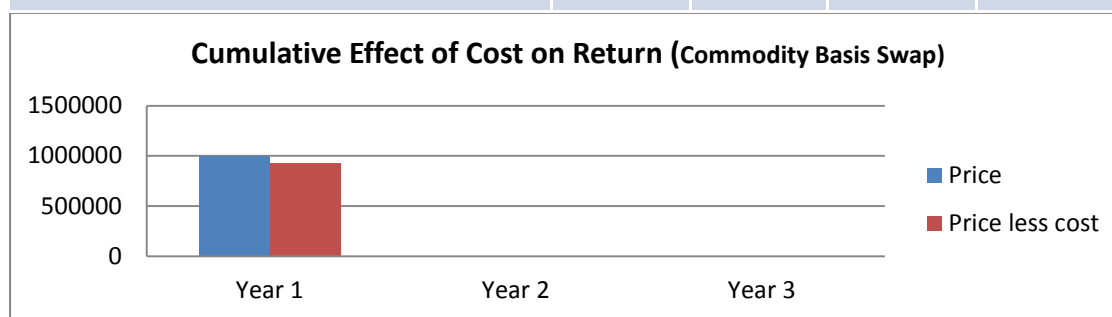 Cumulative Effect of Cost on Return (Commodity Basis Swap)
1500000
1000000
500000
0
Year 1
Year 2
Year 3
Price
Price less cost